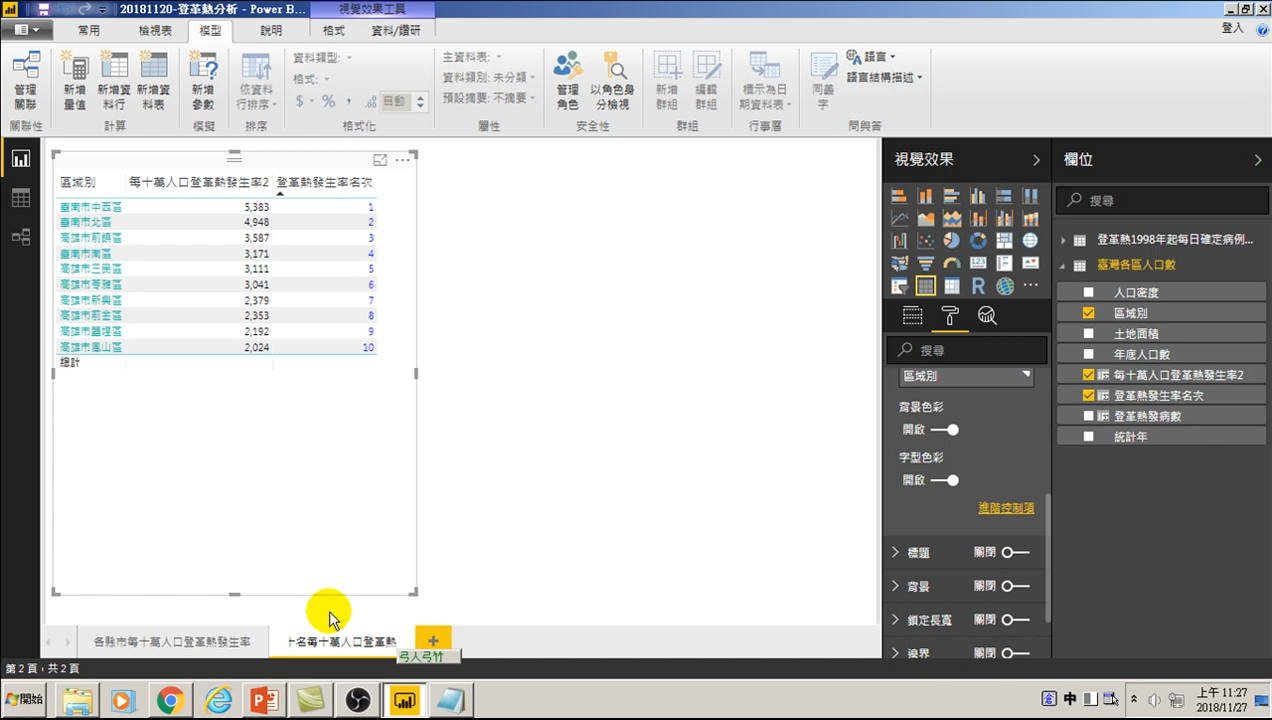 20181120-登革熱分析 - Power B...
視覺效果工具
常用 檢視表 模型 說明 格式 資料/鑽研
登入
管理關聯
新增量值
新增資料行
新增資料表
新增參數
依資料行排序
資料類型:
格式:
$ % , 自動
主資料表:
資料類別: 未分類
預設摘要: 不摘要
管理角色
以角色身分檢視
新增群組
編輯群組
標示為日期資料表
同義字
語言
語言結構描述
關聯性 計算 模擬 排序 格式化 屬性 安全性 群組 行事曆 問與答
區域別 每十萬人口登革熱發生率2 登革熱發生率名次
臺南市中西區 5,383 1
臺南市北區 4,948 2
高雄市前鎮區 3,587 3
臺南市南區 3,171 4
高雄市三民區 3,111 5
高雄市苓雅區 3,041 6
高雄市新興區 2,379 7
高雄市前金區 2,353 8
高雄市鹽埕區 2,192 9
高雄市鳳山區 2,024 10
總計
視覺效果
123
R
搜尋
區域別
背景色彩
開啟
字型色彩
開啟
進階控制項
標題 關閉
背景 關閉
鎖定長寬 關閉
邊界 關閉
欄位
搜尋
登革熱1998年起每日確定病例...
臺灣各區人口數
人口密度
區域別
土地面積
年底人口數
每十萬人口登革熱發生率2
登革熱發生率名次
登革熱發病數
統計年
各縣市每十萬人口登革熱發生率
十名每十萬人口登革熱
弓人弓竹
第 2 頁，共 2 頁
開始
中
上午 11:27
2018/11/27